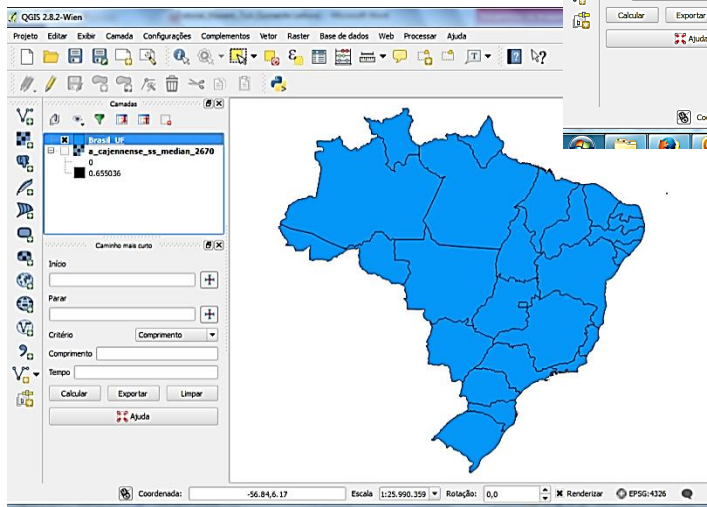 QGIS 2.8.2-Wien
Projeto Editar Exibir Camada Configurações Complementos Vetor Raster Base de dados Web Processar Ajuda
Camadas
Brasil_UF
a_cajennense_ss_median_2670
0
0.655036
Caminho mais curto
Início
Parar
Critério Comprimento
Comprimento
Tempo
Calcular Exportar Limpar
Ajuda
Coordenada: -56.84,6.17 Escala 1:25.990.359 Rotação: 0,0 Renderizar EPSG:4326
Calcular Exportar
Ajuda